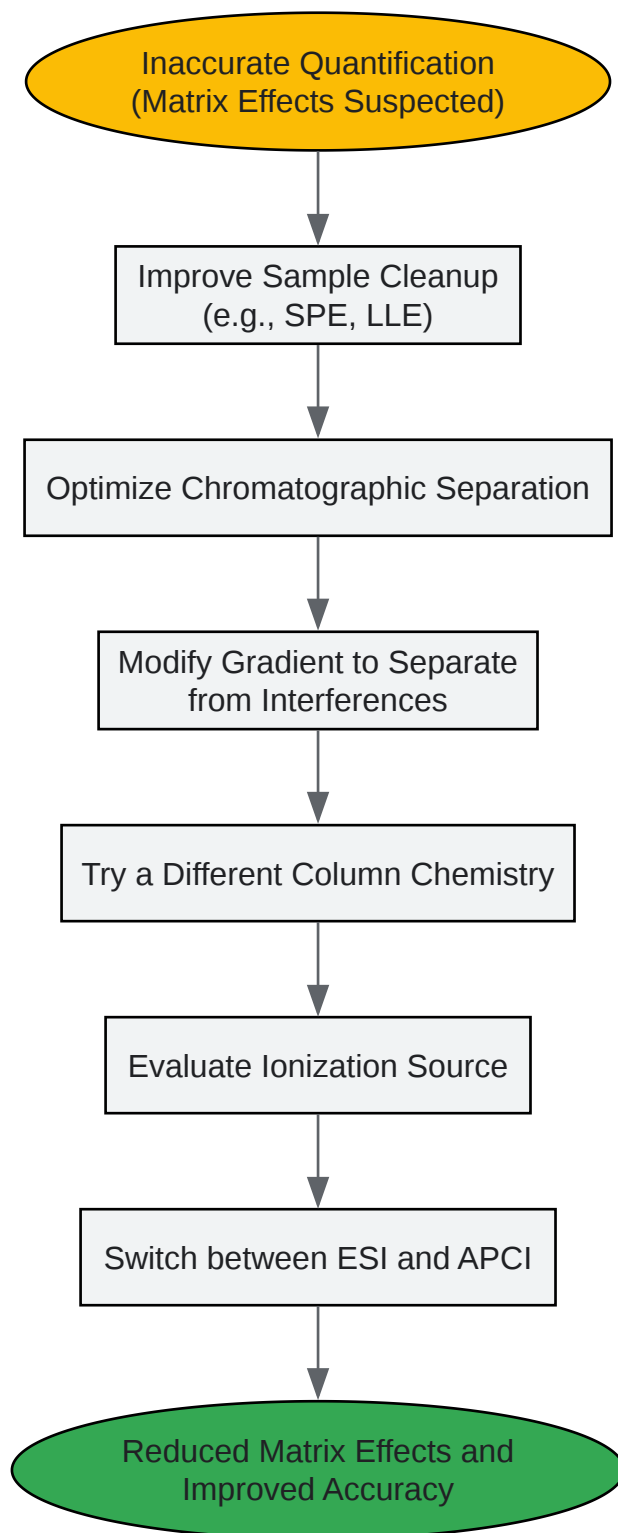 Inaccurate Quantification
(Matrix Effects Suspected)
Improve Sample Cleanup
(e.g., SPE, LLE)
Optimize Chromatographic Separation
Modify Gradient to Separate
from Interferences
Try a Different Column Chemistry
Evaluate Ionization Source
Switch between ESI and APCI
Reduced Matrix Effects and
Improved Accuracy